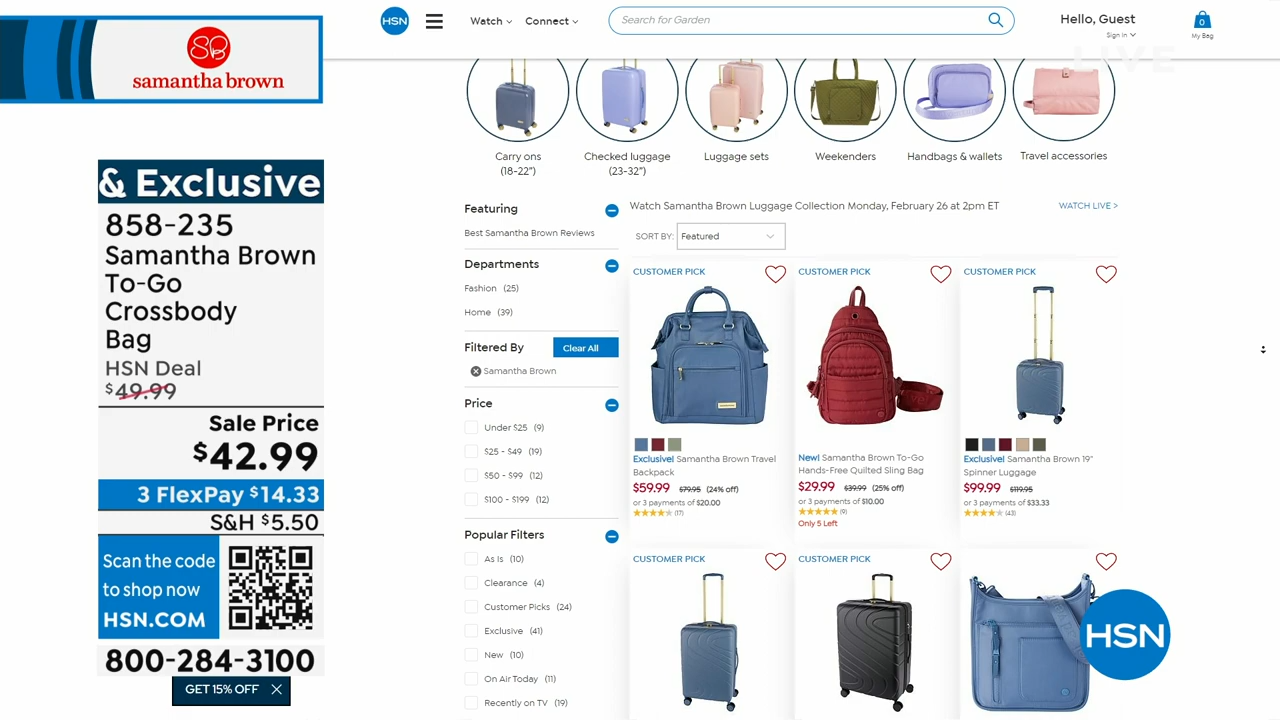 SB
samantha brown
& Exclusive
858-235
Samantha Brown
To-Go
Crossbody
Bag
HSN Deal
$49.99
Sale Price
$42.99
3 FlexPay $14.33
S&H $5.50
Scan the code
to shop now
HSN.COM
800-284-3100
GET 15% OFF
HSN
Watch
Connect
Search for Garden
Hello, Guest
Sign In
0
My Bag
LIVE
Carry ons
(18-22")
Checked luggage
(23-32")
Luggage sets
Weekenders
Handbags & wallets
Travel accessories
Featuring
Best Samantha Brown Reviews
Departments
Fashion (25)
Home (39)
Filtered By
Clear All
Samantha Brown
Price
Under $25 (9)
$25 - $49 (19)
$50 - $99 (12)
$100 - $199 (12)
Popular Filters
As Is (10)
Clearance (4)
Customer Picks (24)
Exclusive (41)
New (10)
On Air Today (11)
Recently on TV (19)
Watch Samantha Brown Luggage Collection Monday, February 26 at 2pm ET
WATCH LIVE >
SORT BY:
Featured
CUSTOMER PICK
Exclusive! Samantha Brown Travel
Backpack
$59.99 $79.95 (24% off)
or 3 payments of $20.00
(17)
CUSTOMER PICK
New! Samantha Brown To-Go
Hands-Free Quilted Sling Bag
$29.99 $39.99 (25% off)
or 3 payments of $10.00
(9)
Only 5 Left
CUSTOMER PICK
Exclusive! Samantha Brown 19"
Spinner Luggage
$99.99 $119.95
or 3 payments of $33.33
(43)
CUSTOMER PICK
CUSTOMER PICK
HSN